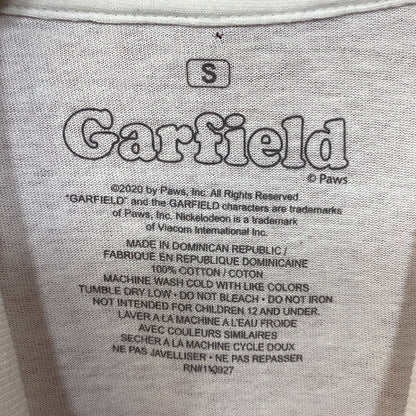 S
Garfield
© Paws
©2020 by Paws, Inc. All Rights Reserved
"GARFIELD" and the GARFIELD characters are trademarks
of Paws, Inc. Nickelodeon is a trademark
of Viacom International Inc.
MADE IN DOMINICAN REPUBLIC /
FABRIQUE EN REPUBLIQUE DOMINICAINE
100% COTTON / COTON
MACHINE WASH COLD WITH LIKE COLORS
TUMBLE DRY LOW • DO NOT BLEACH • DO NOT IRON
NOT INTENDED FOR CHILDREN 12 AND UNDER.
LAVER A LA MACHINE A L'EAU FROIDE
AVEC COULEURS SIMILAIRES
SECHER A LA MACHINE CYCLE DOUX
NE PAS JAVELLISER • NE PAS REPASSER